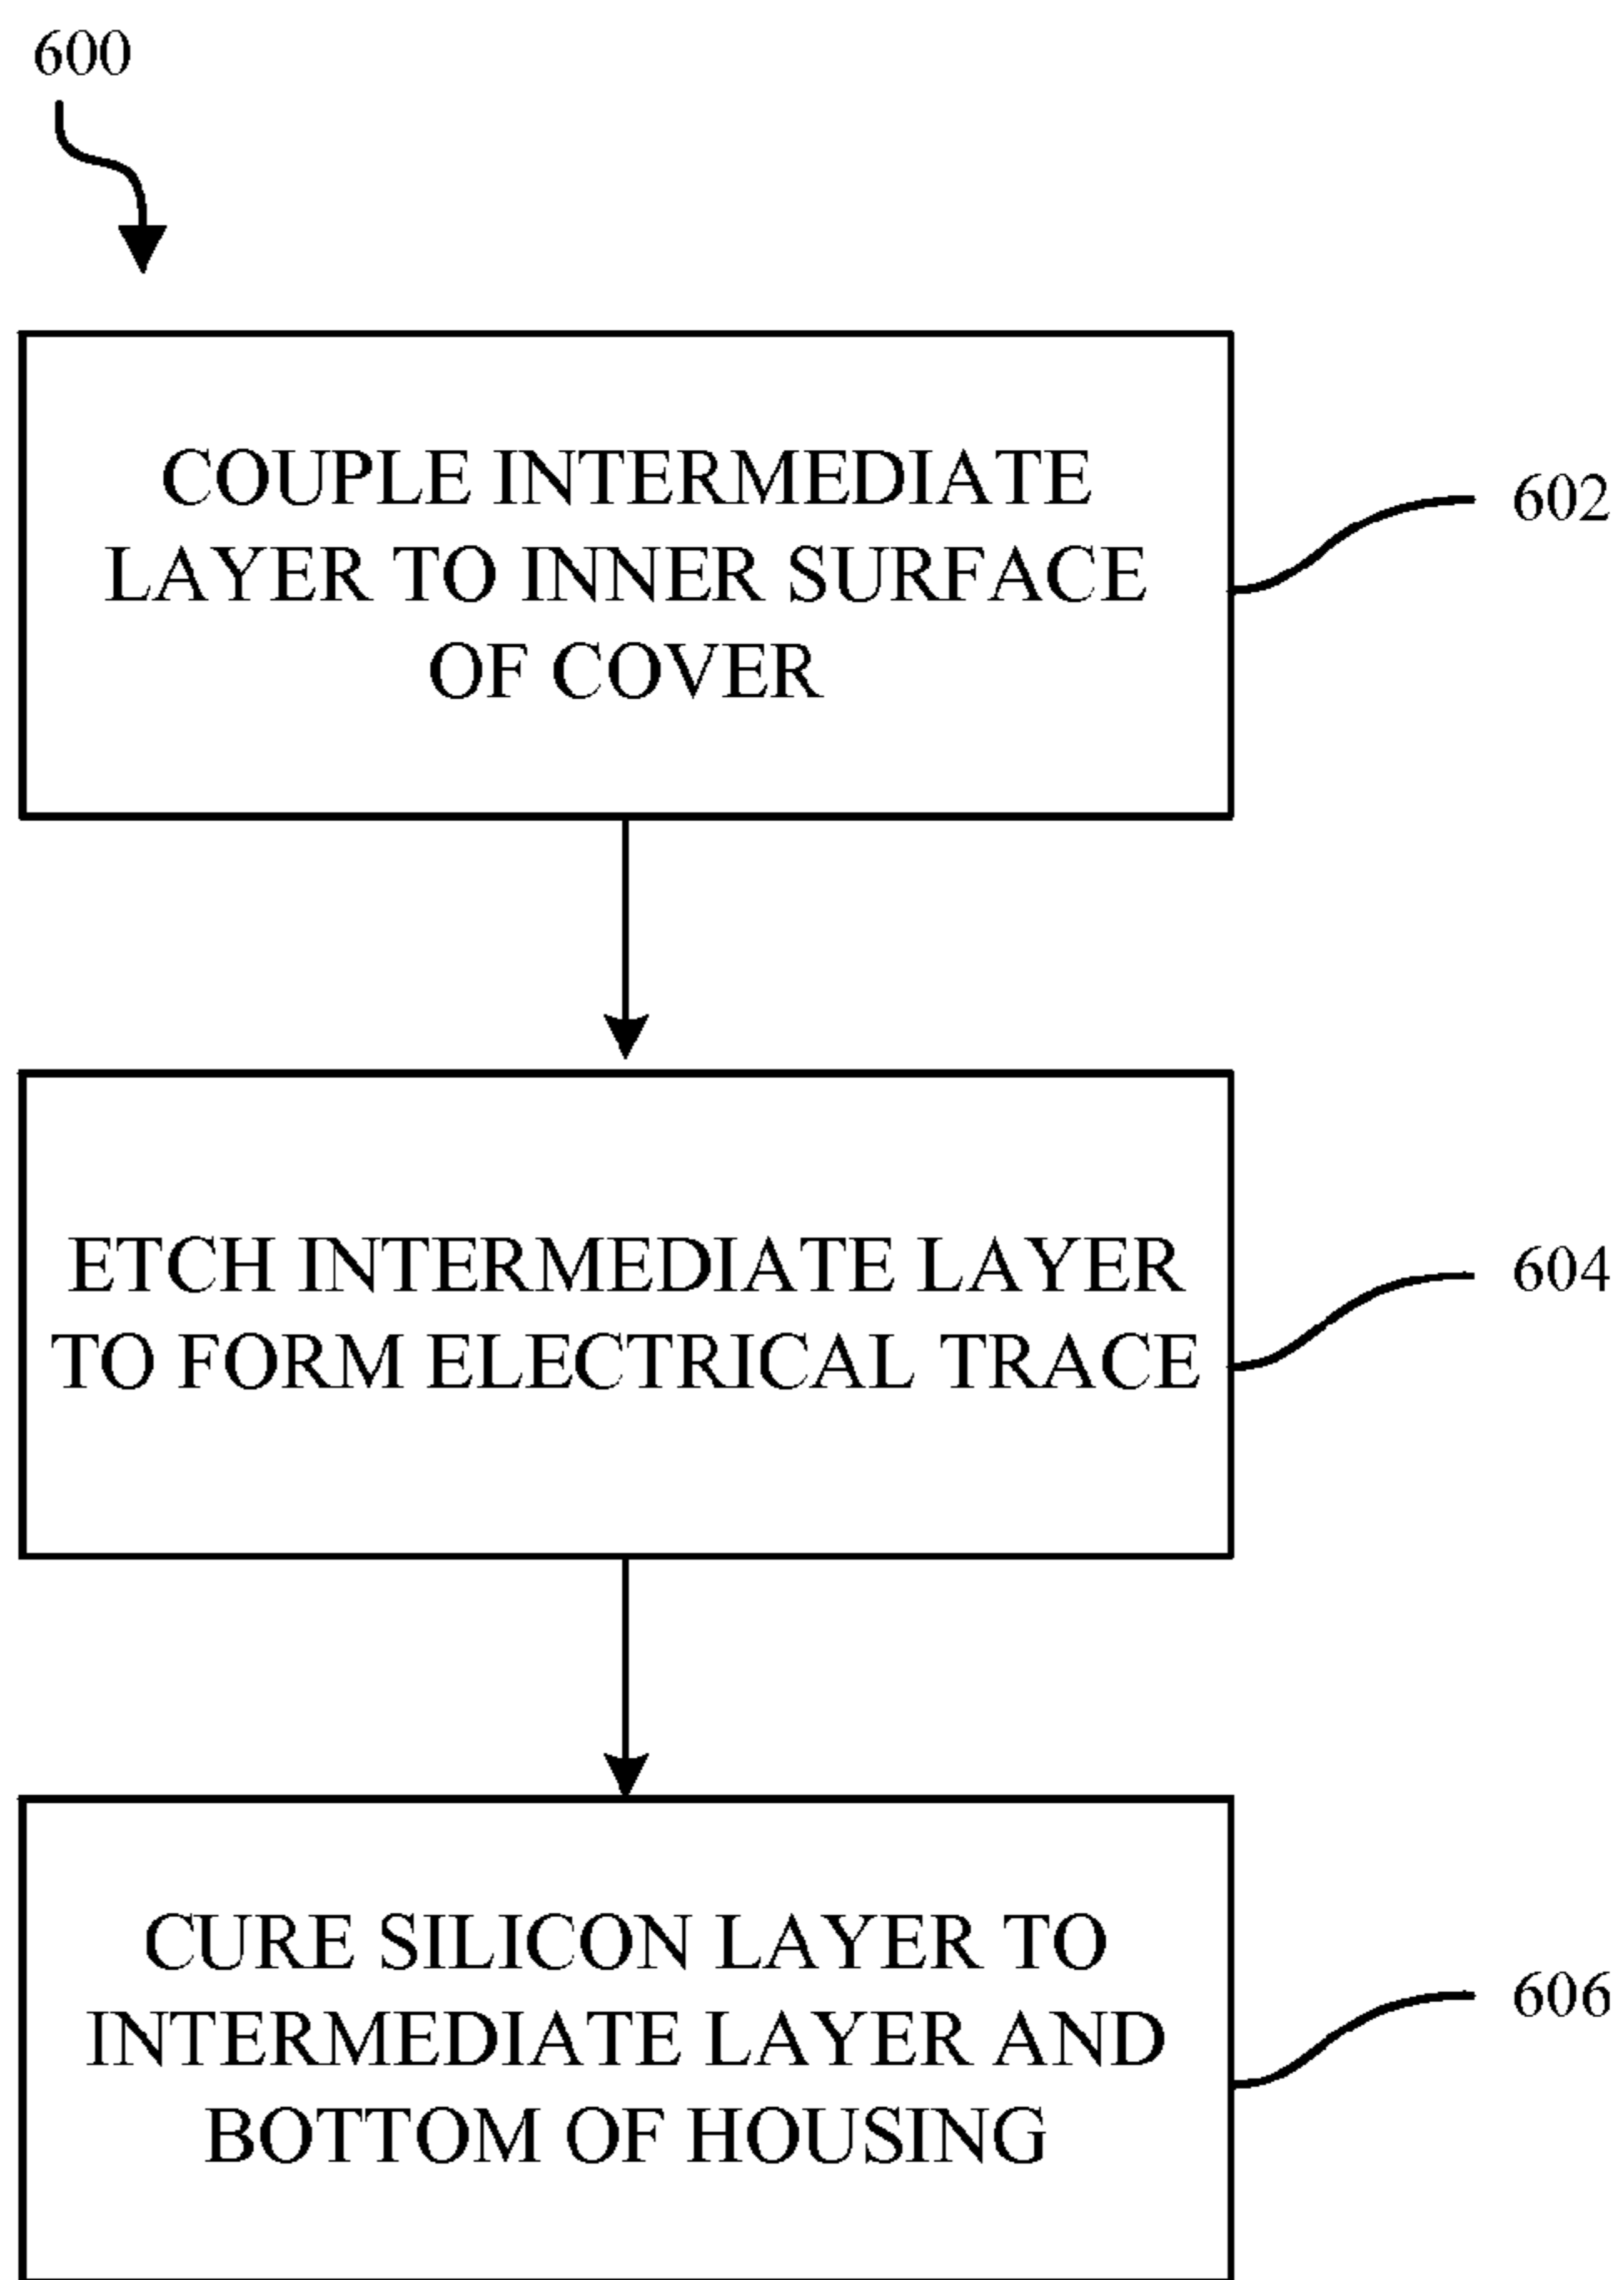 600
COUPLE INTERMEDIATE
LAYER TO INNER SURFACE
OF COVER
602
ETCH INTERMEDIATE LAYER
TO FORM ELECTRICAL TRACE
604
CURE SILICON LAYER TO
INTERMEDIATE LAYER AND
BOTTOM OF HOUSING
606